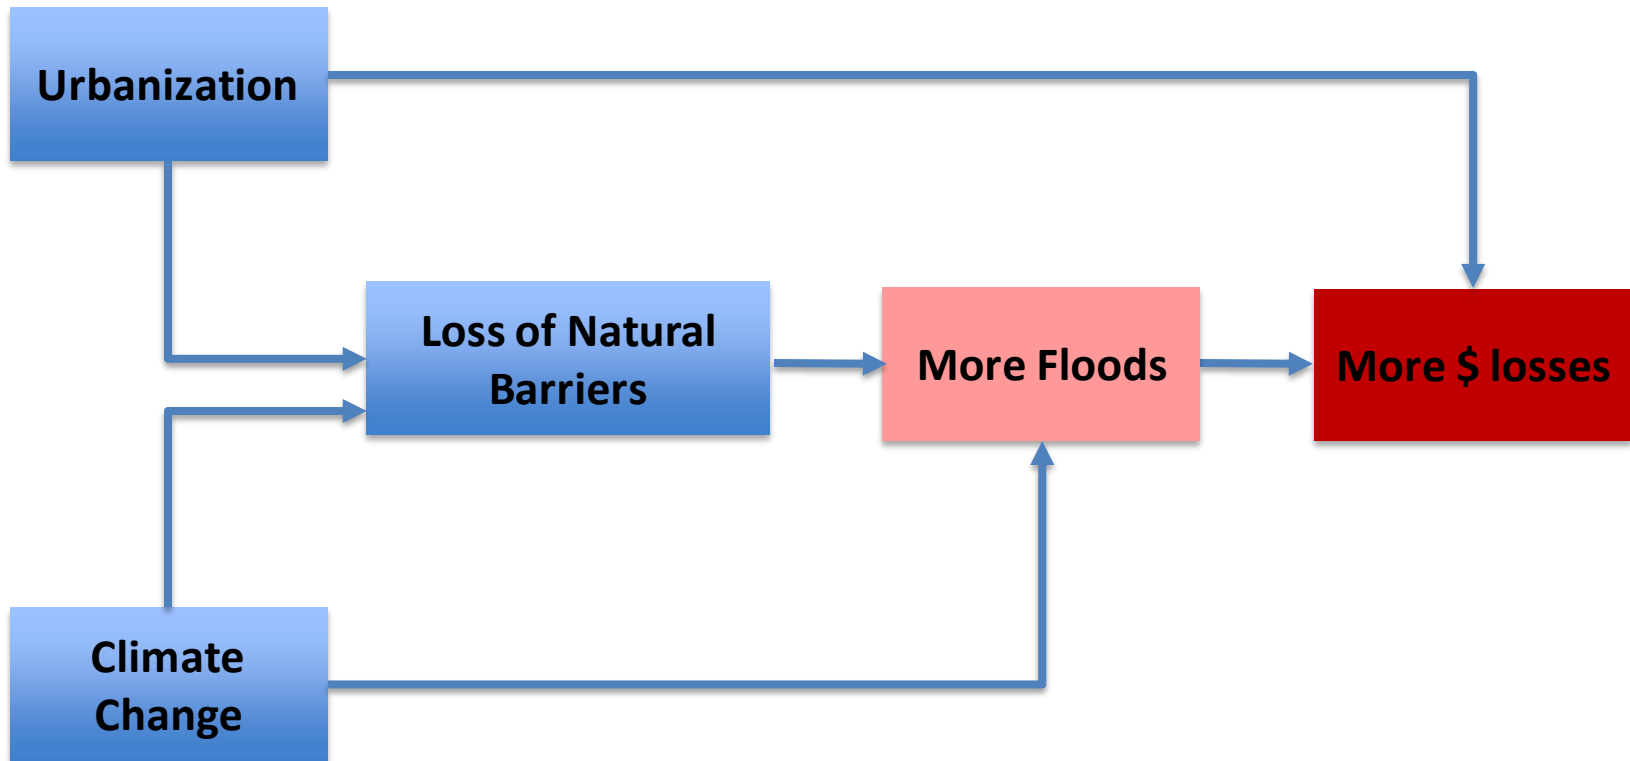 Urbanization
Loss of Natural
Barriers
More Floods
More $ losses
Climate
Change